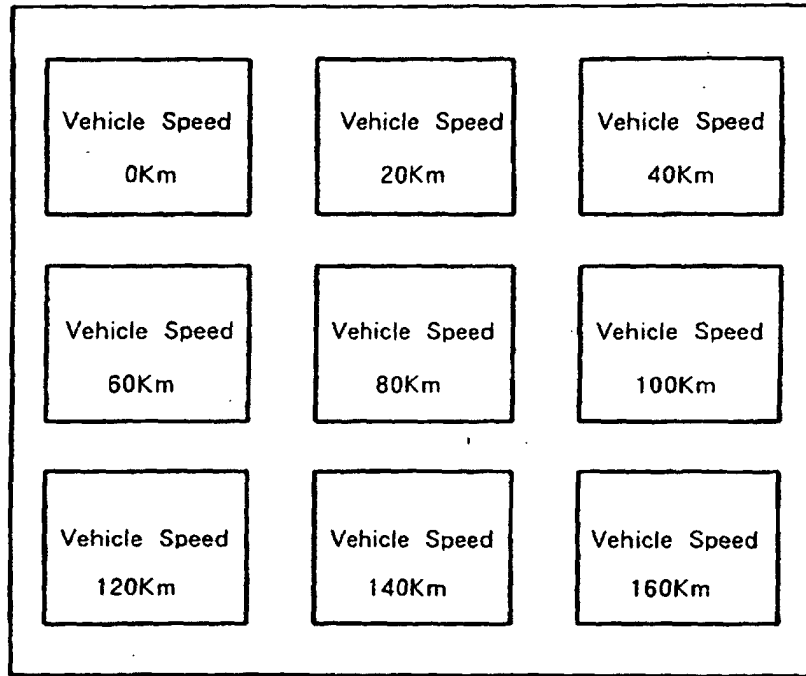 Vehicle Speed
0Km
Vehicle Speed
20Km
Vehicle Speed
40Km
Vehicle Speed
60Km
Vehicle Speed
80Km
Vehicle Speed
100Km
Vehicle Speed
120Km
Vehicle Speed
140Km
Vehicle Speed
160Km